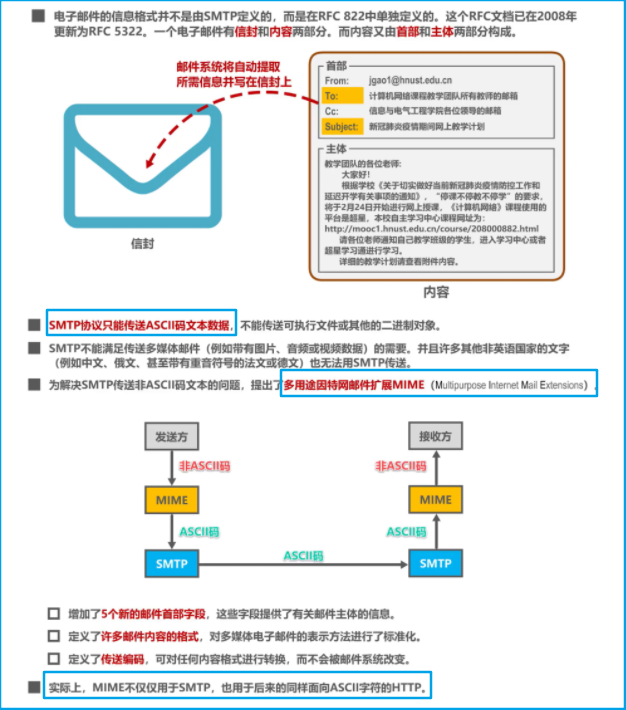 电子邮件的信息格式并不是由SMTP定义的，而是在RFC 822中单独定义的。这个RFC文档已在2008年
更新为RFC 5322。一个电子邮件有信封和内容两部分。而内容又由首部和主体两部分构成。
邮件系统将自动提取
所需信息并写在信封上
信封
首部
From: jgao1@hnust.edu.cn
To: 计算机网络课程教学团队所有教师的邮箱
Cc: 信息与电气工程学院各位领导的邮箱
Subject: 新冠肺炎疫情期间网上教学计划
主体
教学团队的各位老师:
大家好!
根据学校《关于切实做好当前新冠肺炎疫情防控工作和
延迟开学有关事项的通知》，“停课不停教不停学”的要求，
将于2月24日开始进行网上授课，《计算机网络》课程使用的
平台是超星，本校自主学习中心课程网址为：
http://mooc1.hnust.edu.cn/course/208000882.html
请各位老师通知自己教学班级的学生，进入学习中心或者
超星学习通进行学习。
详细的教学计划请查看附件内容。
内容
SMTP协议只能传送ASCII码文本数据，不能传送可执行文件或其他的二进制对象。
SMTP不能满足传送多媒体邮件（例如带有图片、音频或视频数据）的需要。并且许多其他非英语国家的文字
（例如中文、俄文、甚至带有重音符号的法文或德文）也无法用SMTP传送。
为解决SMTP传送非ASCII码文本的问题，提出了多用途因特网邮件扩展MIME（Multipurpose Internet Mail Extensions）。
发送方
接收方
非ASCII码
非ASCII码
MIME
MIME
ASCII码
ASCII码
SMTP
ASCII码
SMTP
增加了5个新的邮件首部字段，这些字段提供了有关邮件主体的信息。
定义了许多邮件内容的格式，对多媒体电子邮件的表示方法进行了标准化。
定义了传送编码，可对任何内容格式进行转换，而不会被邮件系统改变。
实际上，MIME不仅仅用于SMTP，也用于后来的同样面向ASCII字符的HTTP。